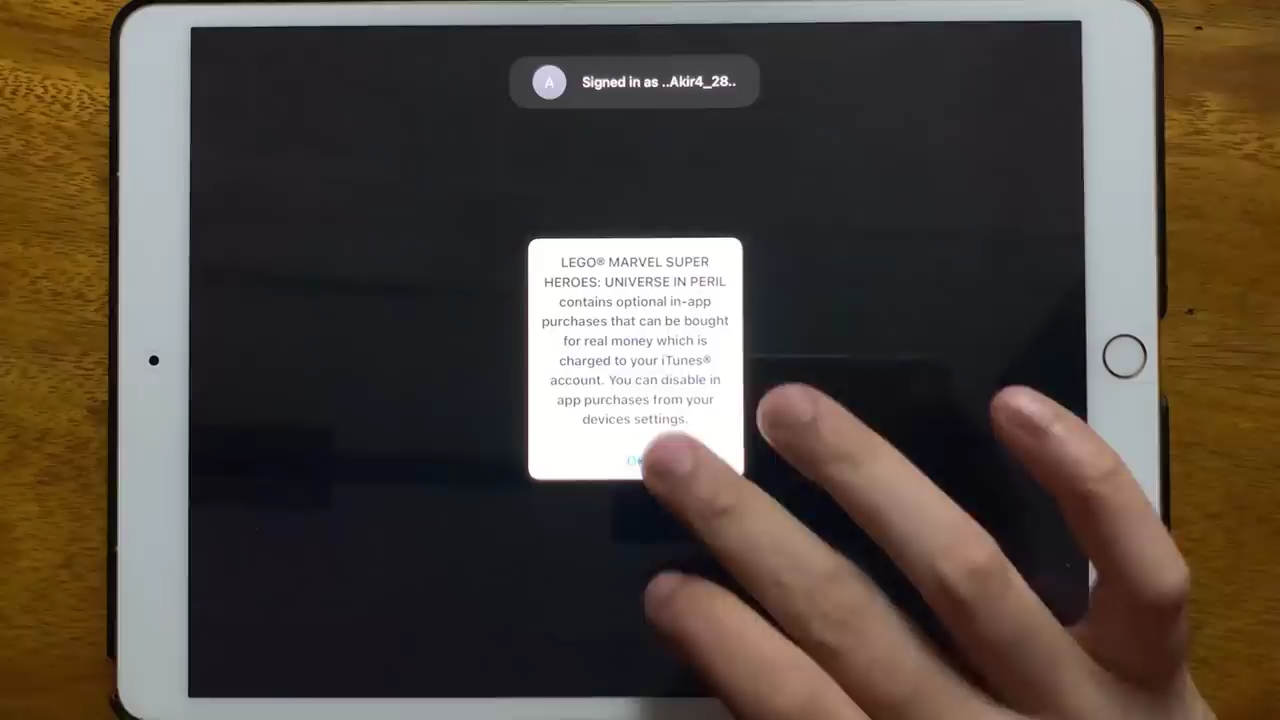 A
Signed in as ..Akir4_28..
LEGO® MARVEL SUPER
HEROES: UNIVERSE IN PERIL
contains optional in-app
purchases that can be bought
for real money which is
charged to your iTunes®
account. You can disable in
app purchases from your
devices settings.